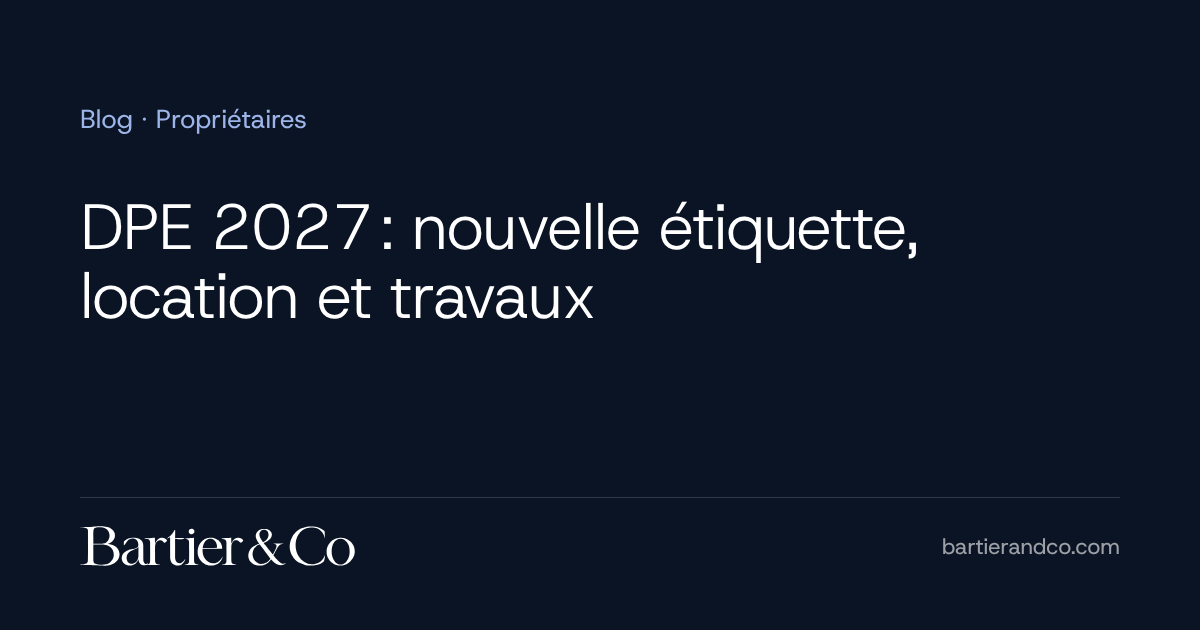 Blog · Propriétaires
DPE 2027 : nouvelle étiquette,
location et travaux
Bartier & Co
bartierandco.com